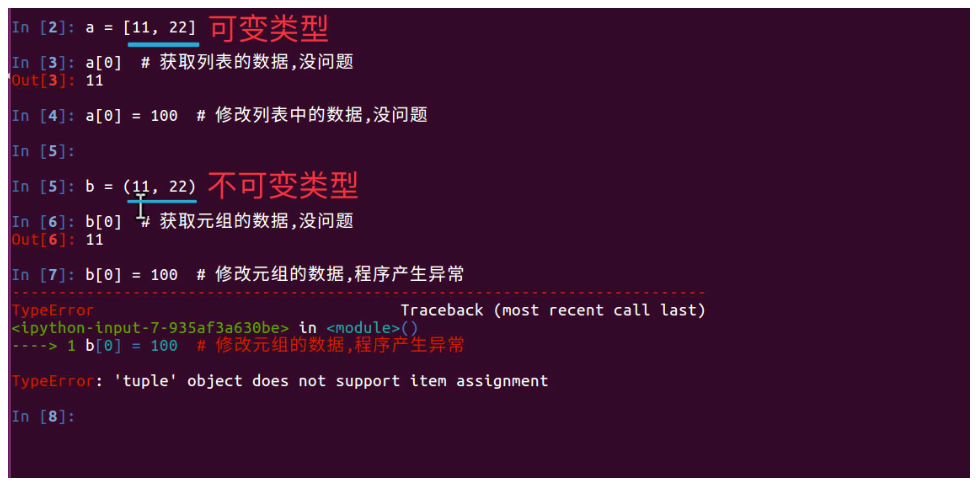 In [2]: a = [11, 22] 可变类型
In [3]: a[0]  # 获取列表的数据,没问题
Out[3]: 11
In [4]: a[0] = 100  # 修改列表中的数据,没问题
In [5]:
In [5]: b = (11, 22) 不可变类型
In [6]: b[0]  # 获取元组的数据,没问题
Out[6]: 11
In [7]: b[0] = 100  # 修改元组的数据,程序产生异常
---------------------------------------------------------------------------
TypeError                                 Traceback (most recent call last)
<ipython-input-7-935af3a630be> in <module>()
----> 1 b[0] = 100  # 修改元组的数据,程序产生异常
TypeError: 'tuple' object does not support item assignment
In [8]: